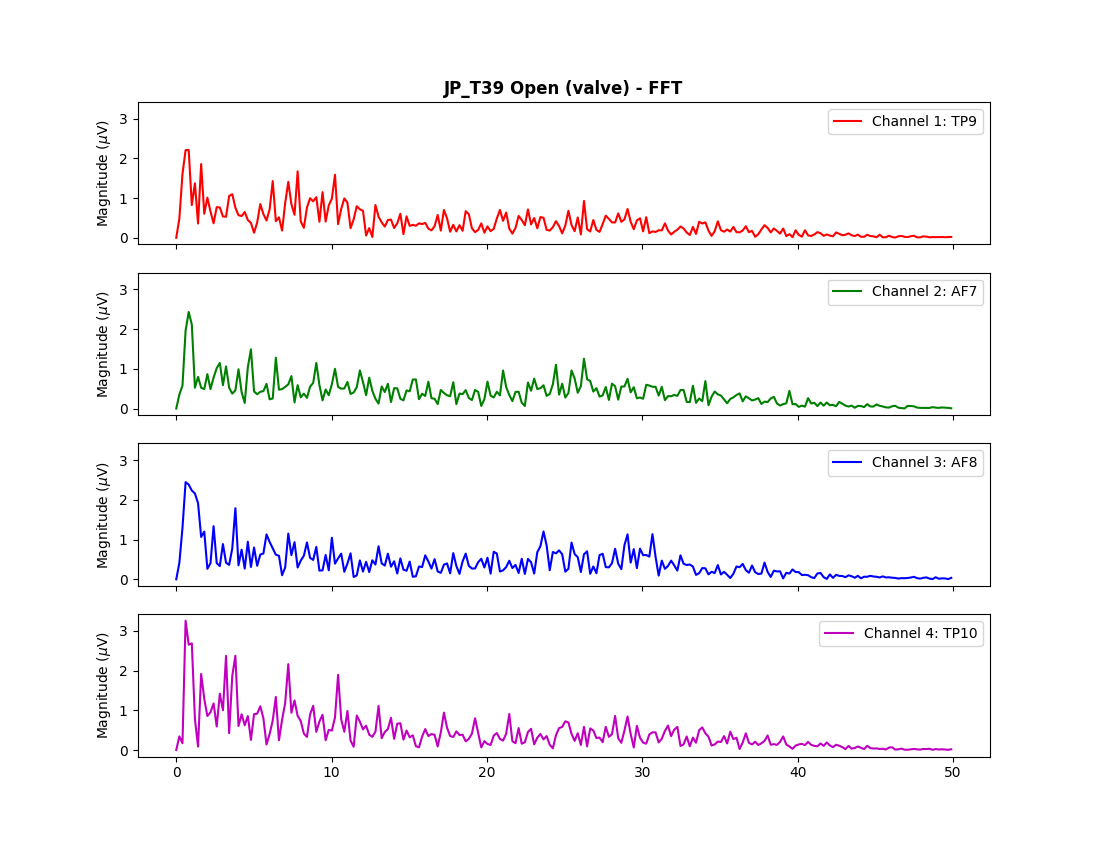 JP_T39 Open (valve) - FFT
Channel 1: TP9
Magnitude (μV)
3
2
1
0
Channel 2: AF7
Magnitude (μV)
3
2
1
0
Channel 3: AF8
Magnitude (μV)
3
2
1
0
Channel 4: TP10
Magnitude (μV)
3
2
1
0
0 10 20 30 40 50